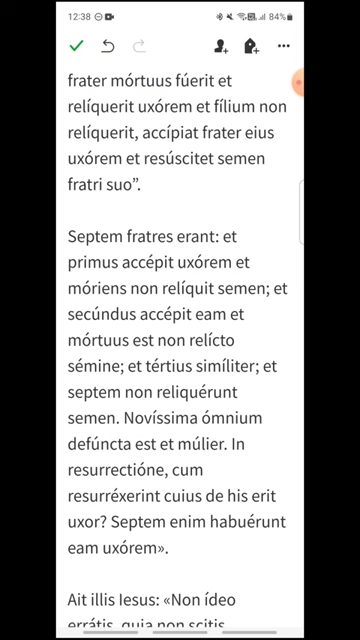 12:38
84%
frater mórtuus fúerit et
relíquerit uxórem et fílium non
relíquerit, accípiat frater eius
uxórem et resúscitet semen
fratri suo”.
Septem fratres erant: et
primus accépit uxórem et
móriens non relíquit semen; et
secúndus accépit eam et
mórtuus est non relícto
sémine; et tértius simíliter; et
septem non reliquérunt
semen. Novíssima ómnium
defúncta est et múlier. In
resurrectióne, cum
resurréxerint cuius de his erit
uxor? Septem enim habuérunt
eam uxórem».
Ait illis Iesus: «Non ídeo
errátis, quia non scitis